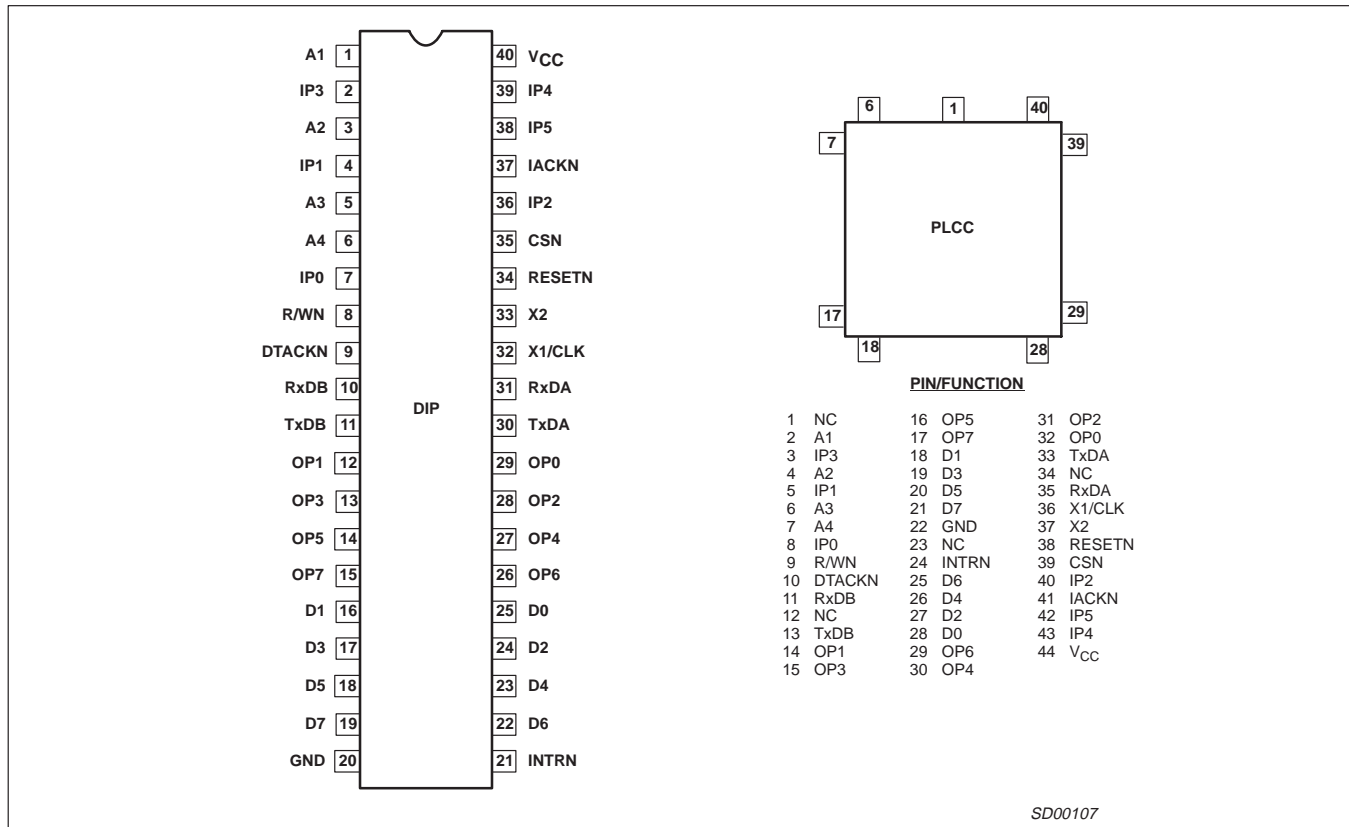 A1 1 40 VCC
IP3 2 39 IP4
A2 3 38 IP5
IP1 4 37 IACKN
A3 5 36 IP2
A4 6 35 CSN
IP0 7 34 RESETN
R/WN 8 33 X2
DTACKN 9 32 X1/CLK
RxDB 10 31 RxDA
DIP
TxDB 11 30 TxDA
OP1 12 29 OP0
OP3 13 28 OP2
OP5 14 27 OP4
OP7 15 26 OP6
D1 16 25 D0
D3 17 24 D2
D5 18 23 D4
D7 19 22 D6
GND 20 21 INTRN
6 1 40
7 39
PLCC
17 29
18 28
PIN/FUNCTION
1 NC 16 OP5 31 OP2
2 A1 17 OP7 32 OP0
3 IP3 18 D1 33 TxDA
4 A2 19 D3 34 NC
5 IP1 20 D5 35 RxDA
6 A3 21 D7 36 X1/CLK
7 A4 22 GND 37 X2
8 IP0 23 NC 38 RESETN
9 R/WN 24 INTRN 39 CSN
10 DTACKN 25 D6 40 IP2
11 RxDB 26 D4 41 IACKN
12 NC 27 D2 42 IP5
13 TxDB 28 D0 43 IP4
14 OP1 29 OP6 44 VCC
15 OP3 30 OP4
SD00107